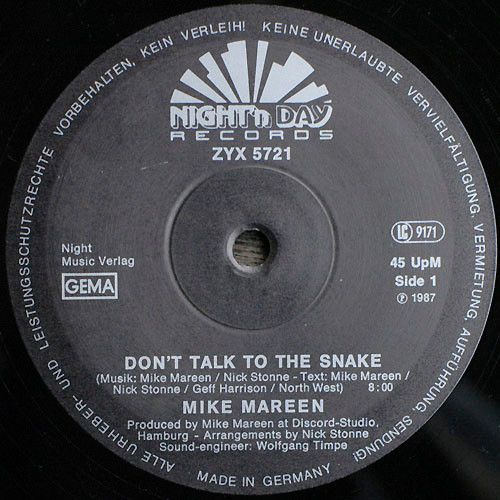 ALLE URHEBER- UND LEISTUNGSSCHUTZRECHTE VORBEHALTEN, KEIN VERLEIH! KEINE UNERLAUBTE VERVIELFÄLTIGUNG, VERMIETUNG, AUFFÜHRUNG, SENDUNG!
NIGHT'n DAY
RECORDS
ZYX 5721
Night
Music Verlag
GEMA
LC 9171
45 UpM
Side 1
℗ 1987
DON'T TALK TO THE SNAKE
(Musik: Mike Mareen / Nick Stonne - Text: Mike Mareen /
Nick Stonne / Geff Harrison / North West) 8:00
MIKE MAREEN
Produced by Mike Mareen at Discord-Studio,
Hamburg - Arrangements by Nick Stonne
Sound-engineer: Wolfgang Timpe
MADE IN GERMANY